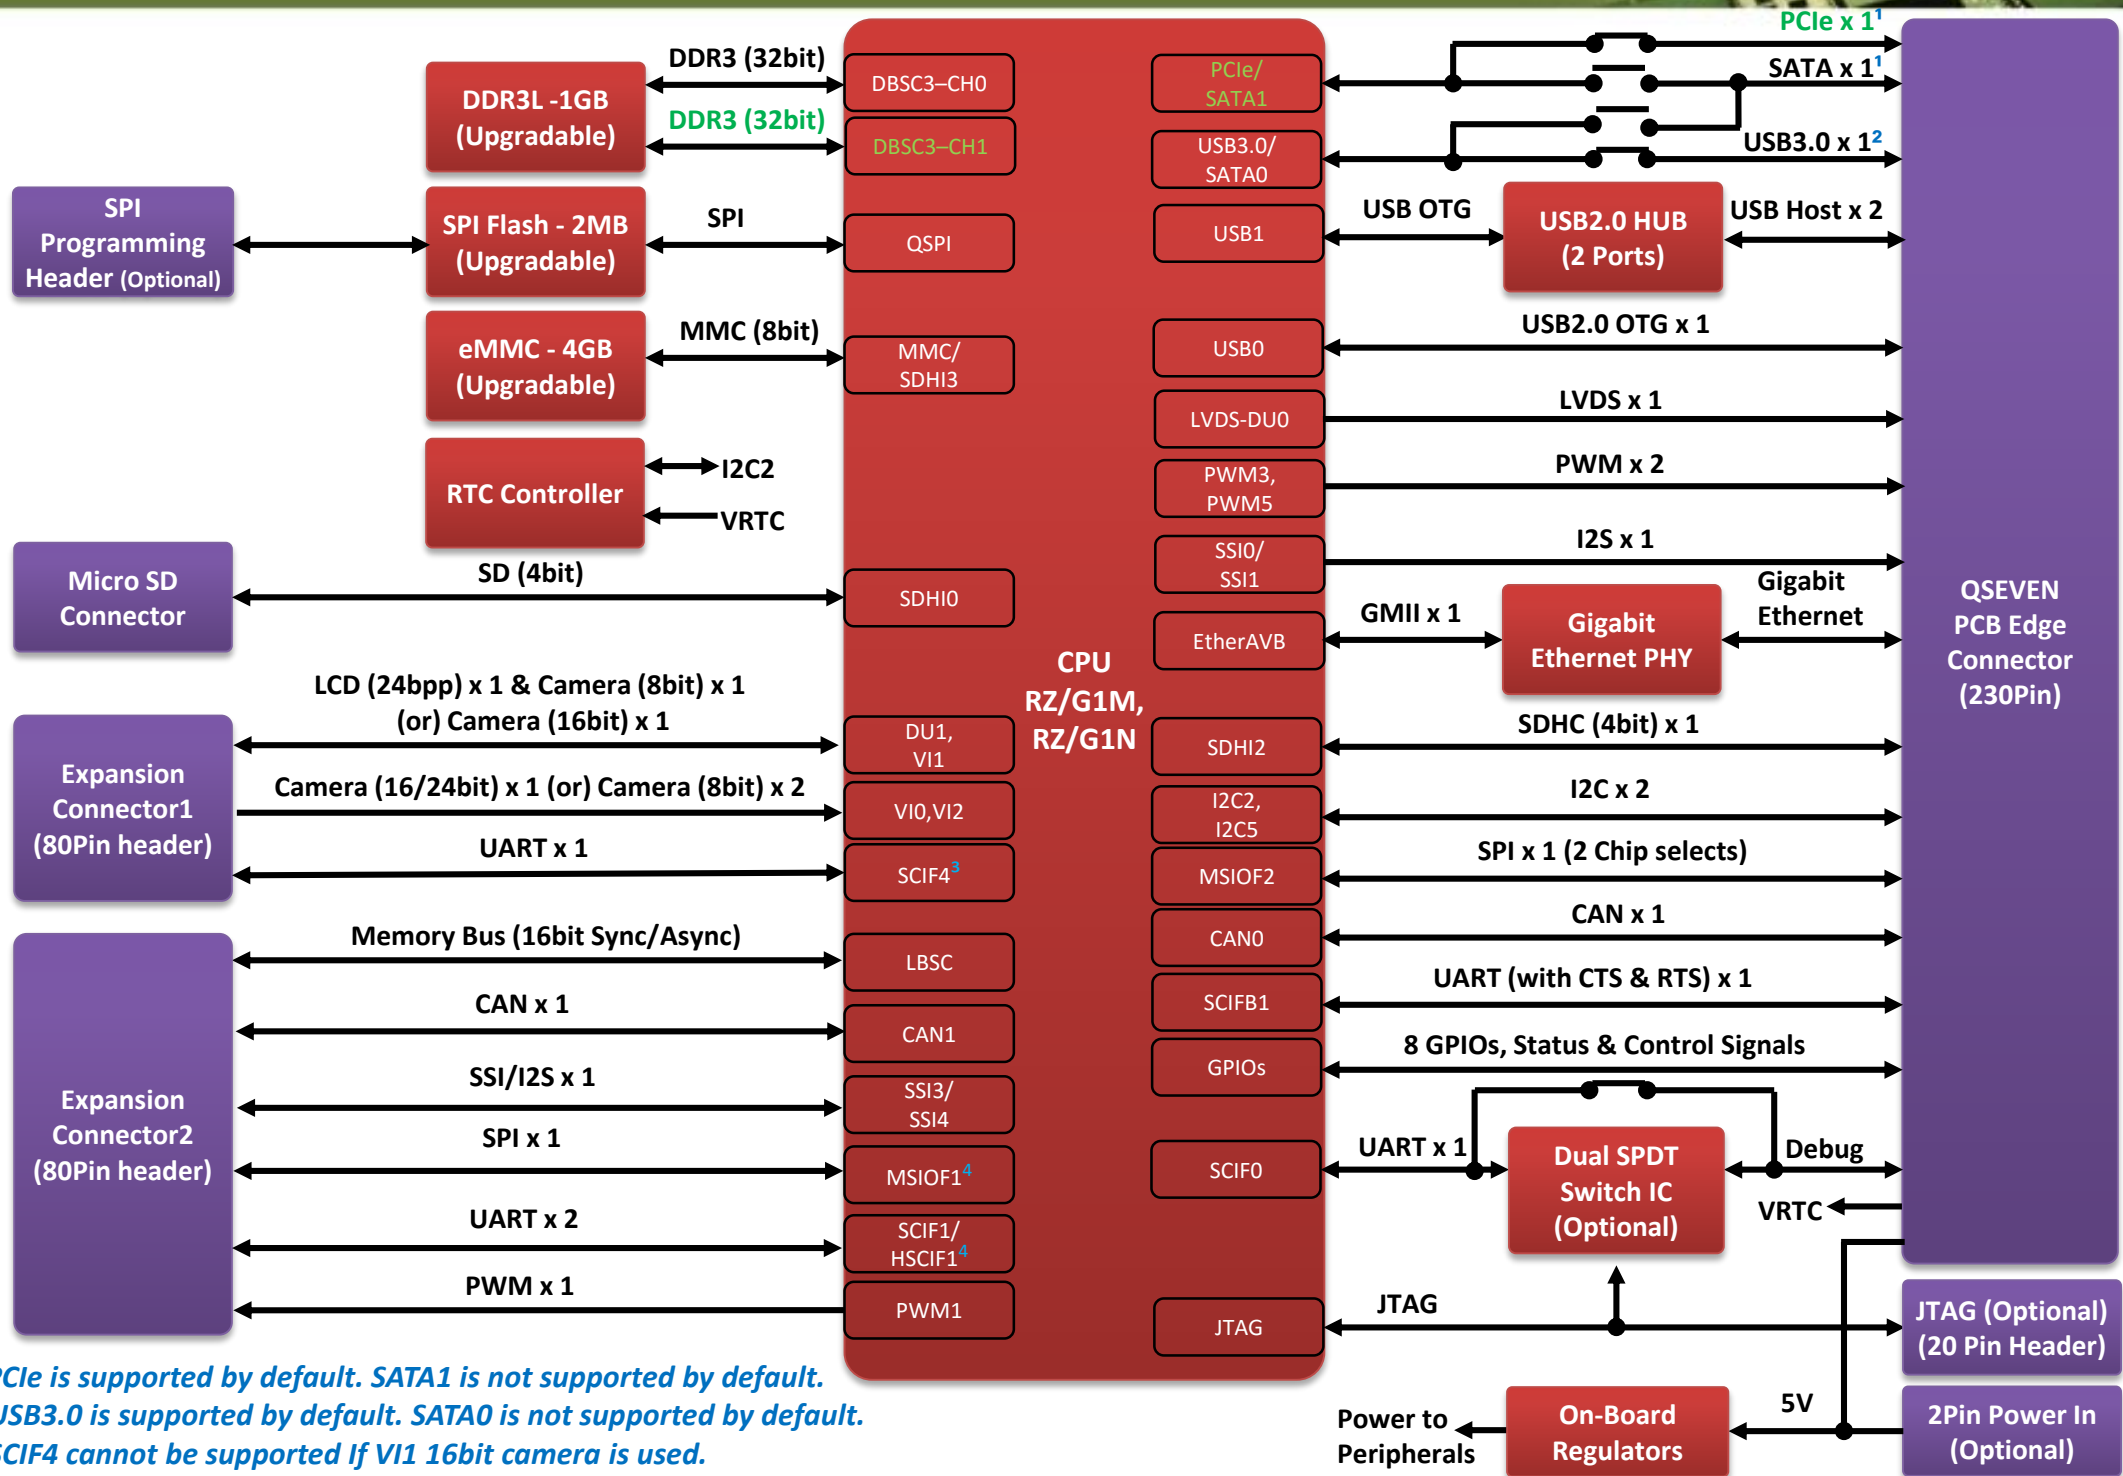 DDR3 (32bit)
DDR3L -1GB
(Upgradable)
DDR3 (32bit)
SPI
Programming
Header (Optional)
SPI Flash - 2MB
(Upgradable)
SPI
eMMC - 4GB
(Upgradable)
MMC (8bit)
RTC Controller
I2C2
VRTC
Micro SD
Connector
SD (4bit)
LCD (24bpp) x 1 & Camera (8bit) x 1
(or) Camera (16bit) x 1
Expansion
Connector1
(80Pin header)
Camera (16/24bit) x 1 (or) Camera (8bit) x 2
UART x 1
Memory Bus (16bit Sync/Async)
CAN x 1
Expansion
Connector2
(80Pin header)
SSI/I2S x 1
SPI x 1
UART x 2
PWM x 1
DBSC3–CH0
DBSC3–CH1
QSPI
MMC/
SDHI3
SDHI0
DU1,
VI1
VI0,VI2
SCIF4³
LBSC
CAN1
SSI3/
SSI4
MSIOF1⁴
SCIF1/
HSCIF1⁴
PWM1
CPU
RZ/G1M,
RZ/G1N
PCIe/
SATA1
USB3.0/
SATA0
USB1
USB0
LVDS-DU0
PWM3,
PWM5
SSI0/
SSI1
EtherAVB
SDHI2
I2C2,
I2C5
MSIOF2
CAN0
SCIFB1
GPIOs
SCIF0
JTAG
PCIe x 1¹
SATA x 1¹
USB3.0 x 1²
USB OTG
USB2.0 HUB
(2 Ports)
USB Host x 2
USB2.0 OTG x 1
LVDS x 1
PWM x 2
I2S x 1
GMII x 1
Gigabit
Ethernet PHY
Gigabit
Ethernet
SDHC (4bit) x 1
I2C x 2
SPI x 1 (2 Chip selects)
CAN x 1
UART (with CTS & RTS) x 1
8 GPIOs, Status & Control Signals
UART x 1
Dual SPDT
Switch IC
(Optional)
Debug
VRTC
JTAG
QSEVEN
PCB Edge
Connector
(230Pin)
JTAG (Optional)
(20 Pin Header)
Power to
Peripherals
On-Board
Regulators
5V
2Pin Power In
(Optional)
PCIe is supported by default. SATA1 is not supported by default.
USB3.0 is supported by default. SATA0 is not supported by default.
SCIF4 cannot be supported If VI1 16bit camera is used.